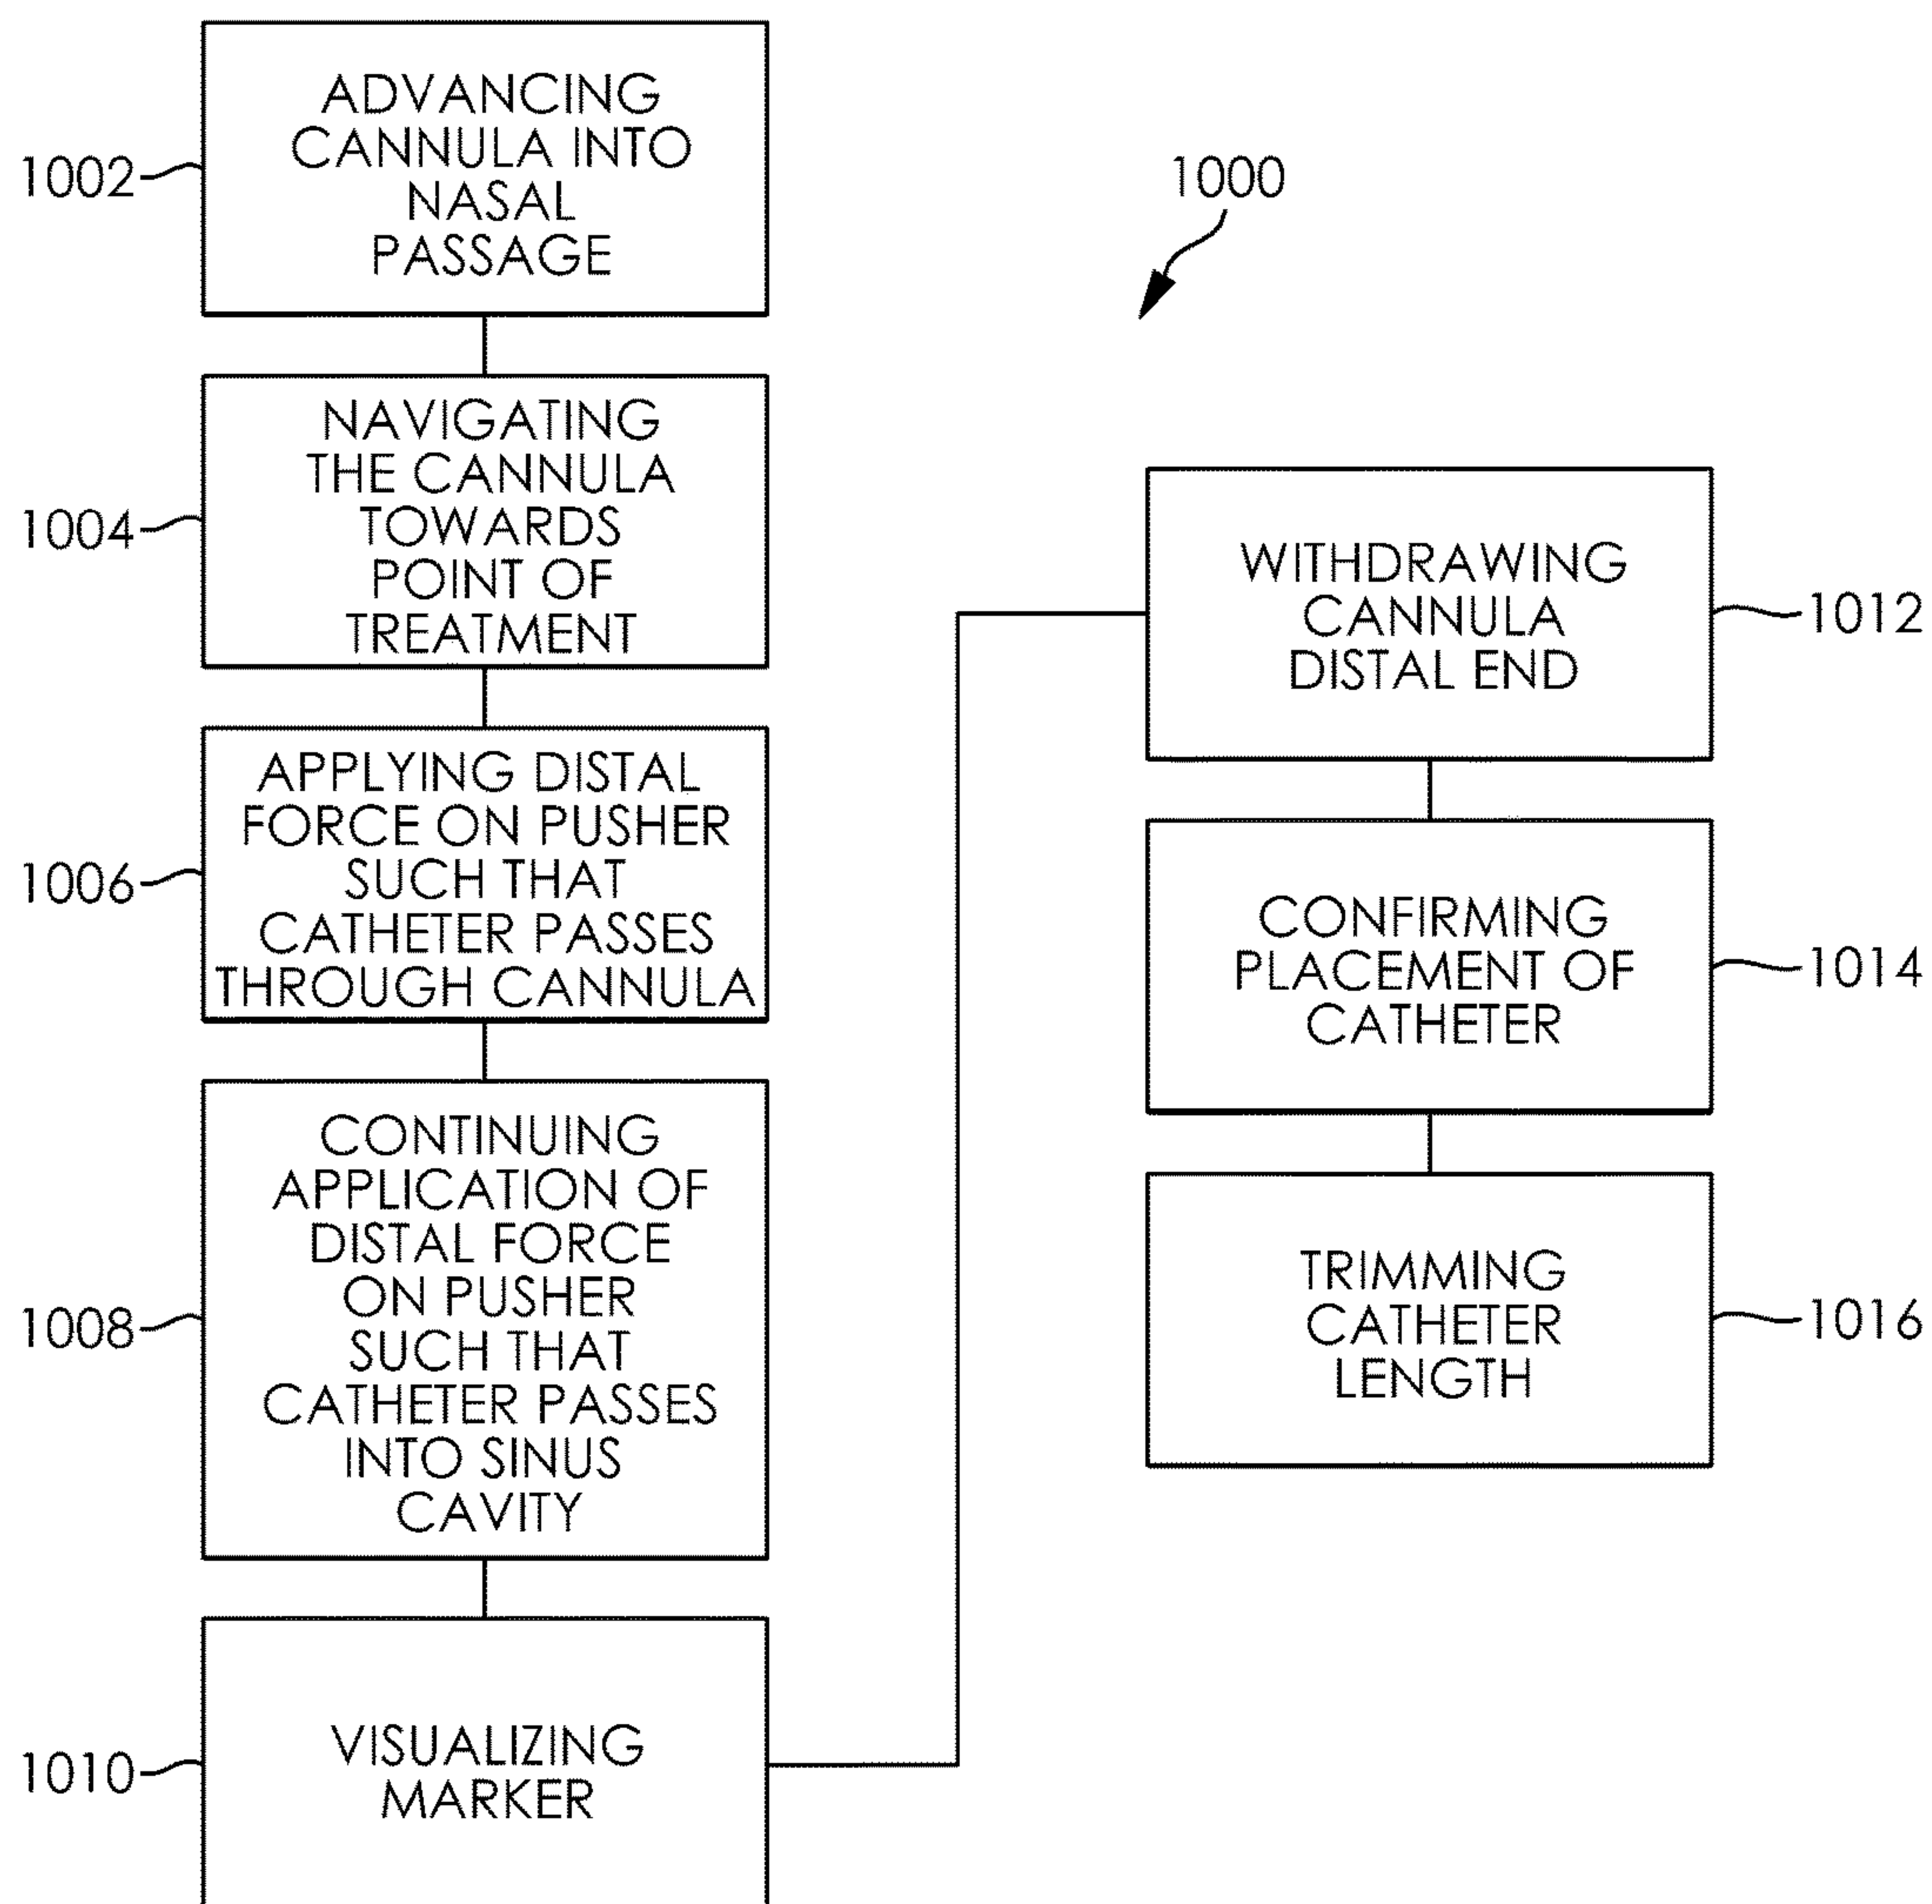 1002
ADVANCING
CANNULA INTO
NASAL
PASSAGE
1004
NAVIGATING
THE CANNULA
TOWARDS
POINT OF
TREATMENT
1006
APPLYING DISTAL
FORCE ON PUSHER
SUCH THAT
CATHETER PASSES
THROUGH CANNULA
1008
CONTINUING
APPLICATION OF
DISTAL FORCE
ON PUSHER
SUCH THAT
CATHETER PASSES
INTO SINUS
CAVITY
1010
VISUALIZING
MARKER
1000
WITHDRAWING
CANNULA
DISTAL END
1012
CONFIRMING
PLACEMENT OF
CATHETER
1014
TRIMMING
CATHETER
LENGTH
1016